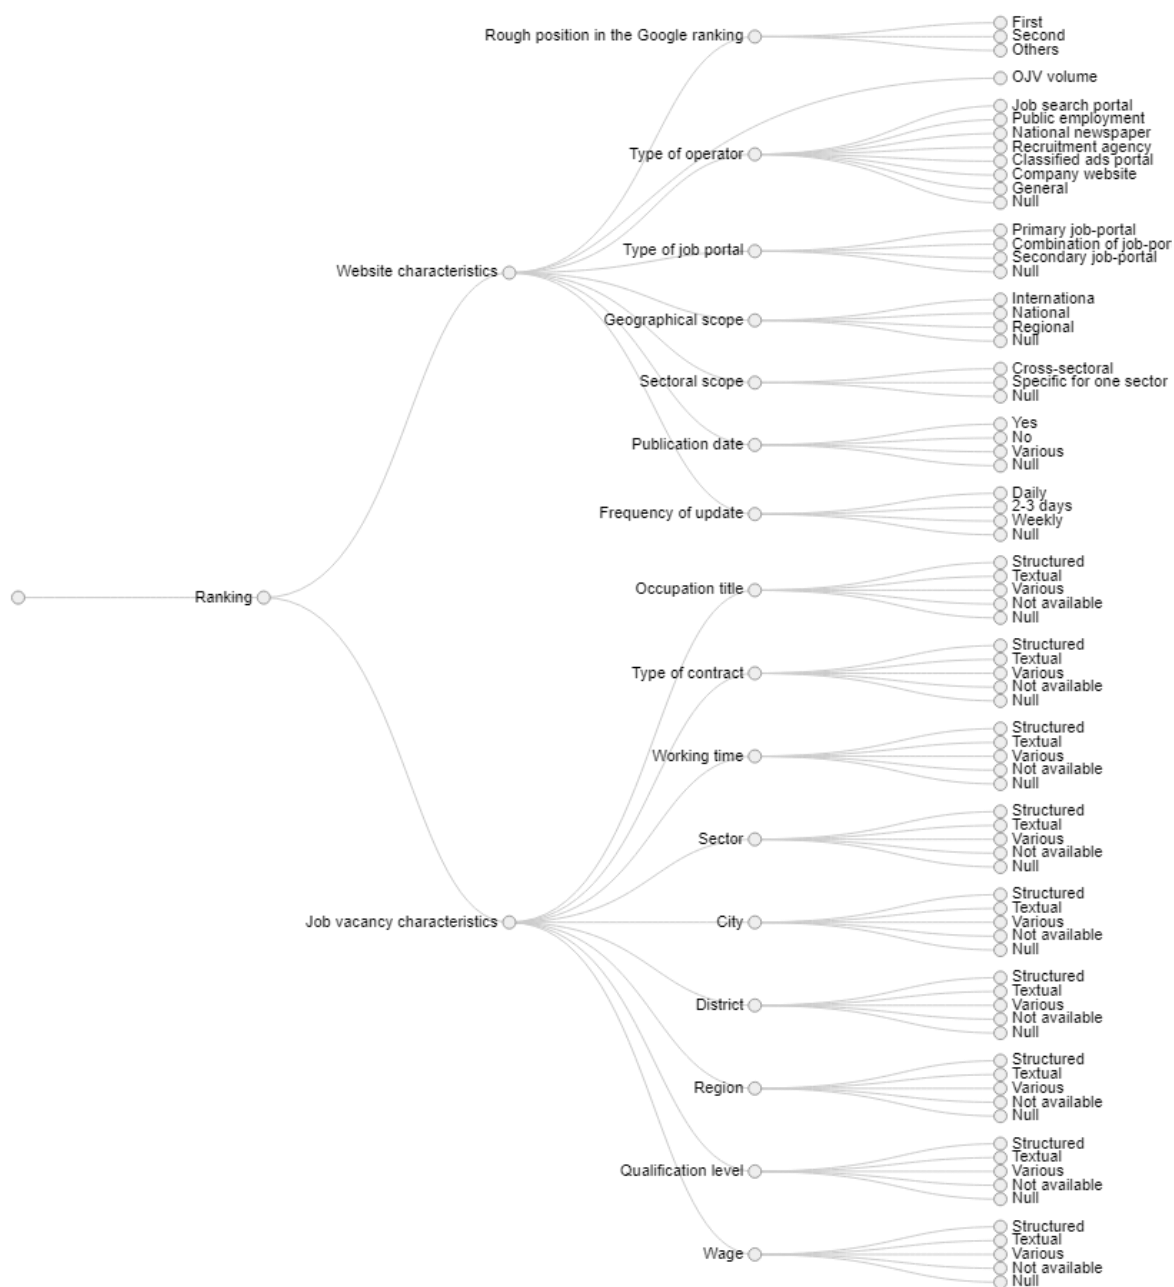 Rough position in the Google ranking
First
Second
Others
OJV volume
Type of operator
Job search portal
Public employment
National newspaper
Recruitment agency
Classified ads portal
Company website
General
Null
Type of job portal
Primary job-portal
Combination of job-por
Secondary job-portal
Null
Website characteristics
Geographical scope
Internationa
National
Regional
Null
Sectoral scope
Cross-sectoral
Specific for one sector
Null
Publication date
Yes
No
Various
Null
Frequency of update
Daily
2-3 days
Weekly
Null
Ranking
Occupation title
Structured
Textual
Various
Not available
Null
Type of contract
Structured
Textual
Various
Not available
Null
Working time
Structured
Textual
Various
Not available
Null
Sector
Structured
Textual
Various
Not available
Null
Job vacancy characteristics
City
Structured
Textual
Various
Not available
Null
District
Structured
Textual
Various
Not available
Null
Region
Structured
Textual
Various
Not available
Null
Qualification level
Structured
Textual
Various
Not available
Null
Wage
Structured
Textual
Various
Not available
Null